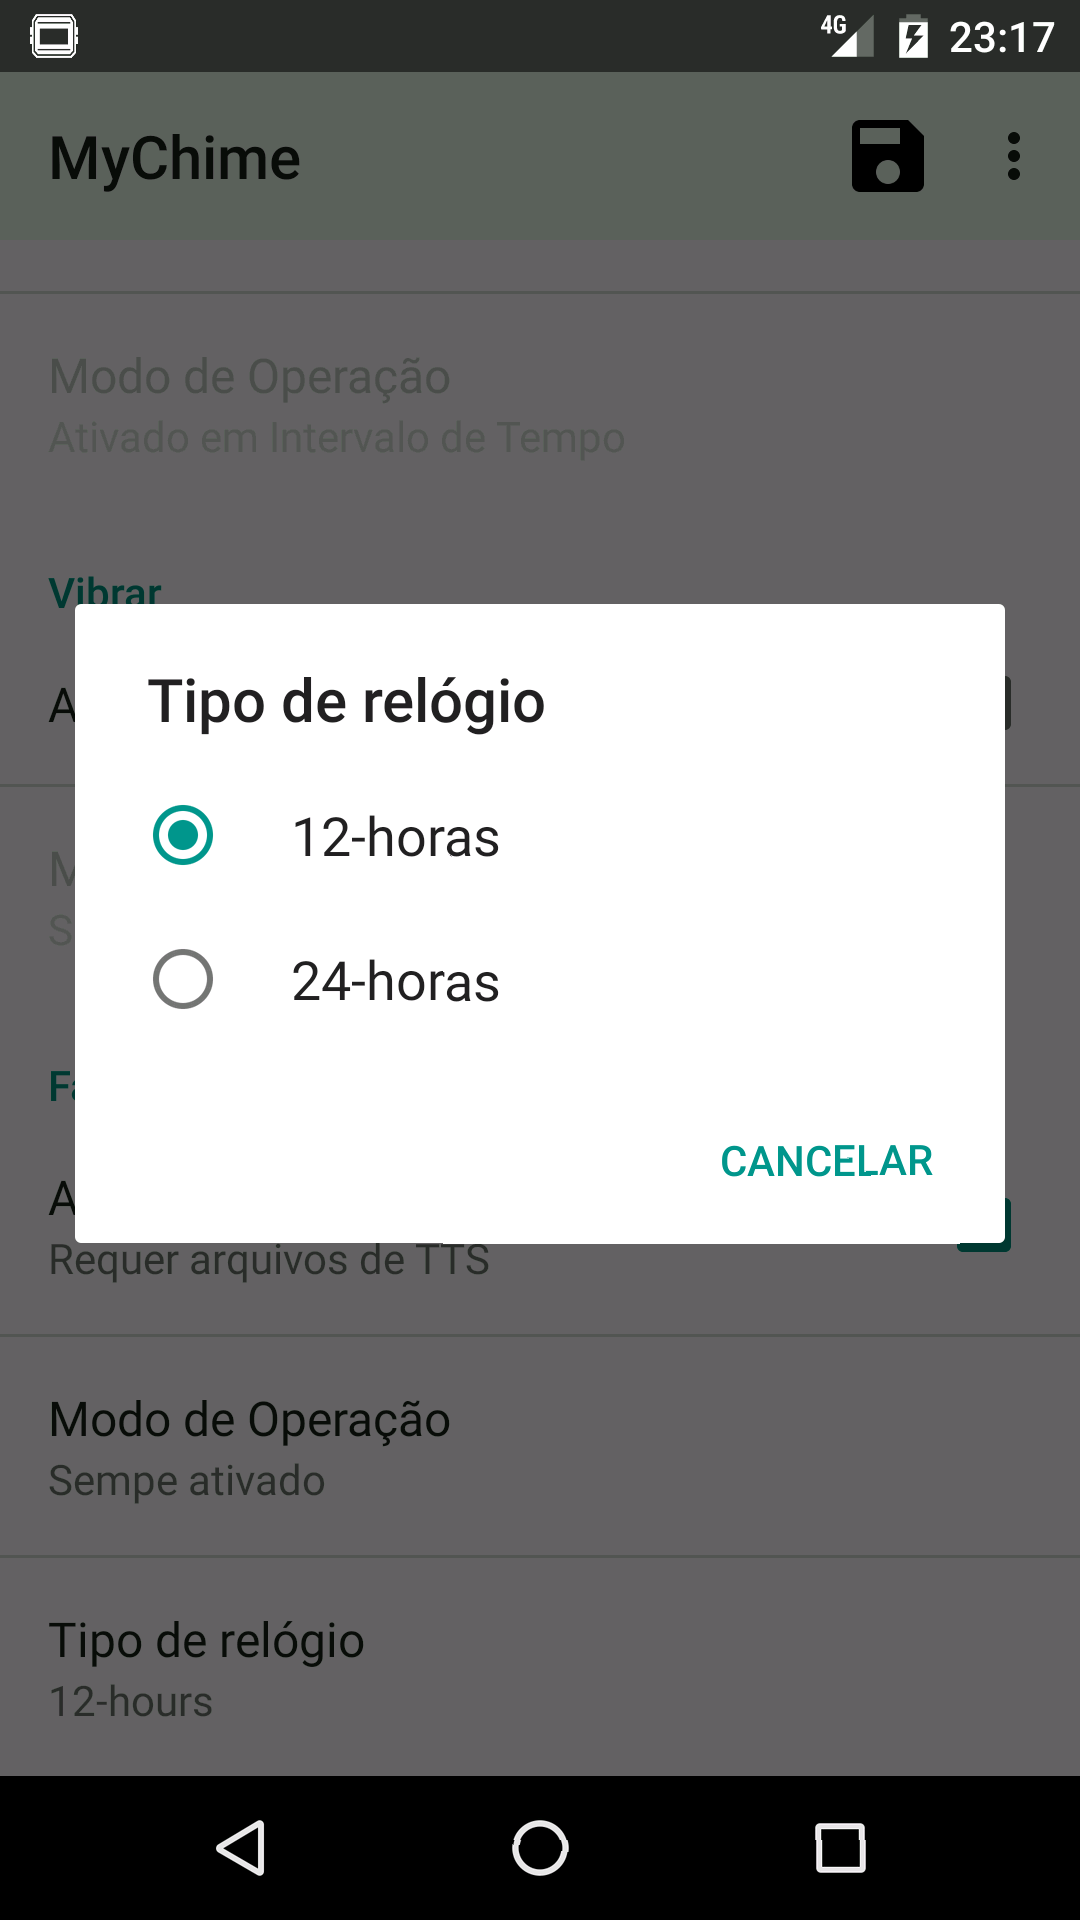 4G 23:17
MyChime
Modo de Operação
Ativado em Intervalo de Tempo
Vibrar
A
Tipo de relógio
12-horas
M
S
24-horas
Fa
CANCELAR
A
Requer arquivos de TTS
Modo de Operação
Sempe ativado
Tipo de relógio
12-hours